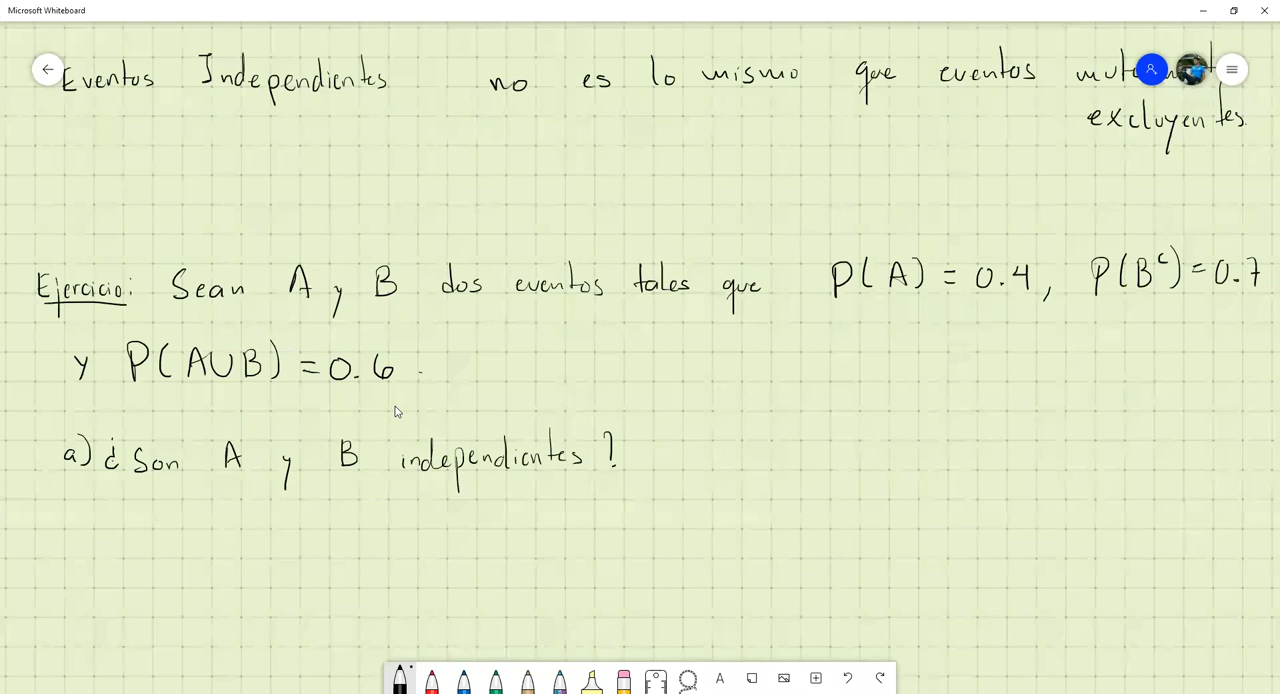 Microsoft Whiteboard
Eventos Independientes no es lo mismo que eventos
excluyentes.
Ejercicio: Sean A y B dos eventos tales que P(A) = 0.4, P(Bᶜ) = 0.7
y P(A∪B) = 0.6.
a) ¿Son A y B independientes?
A